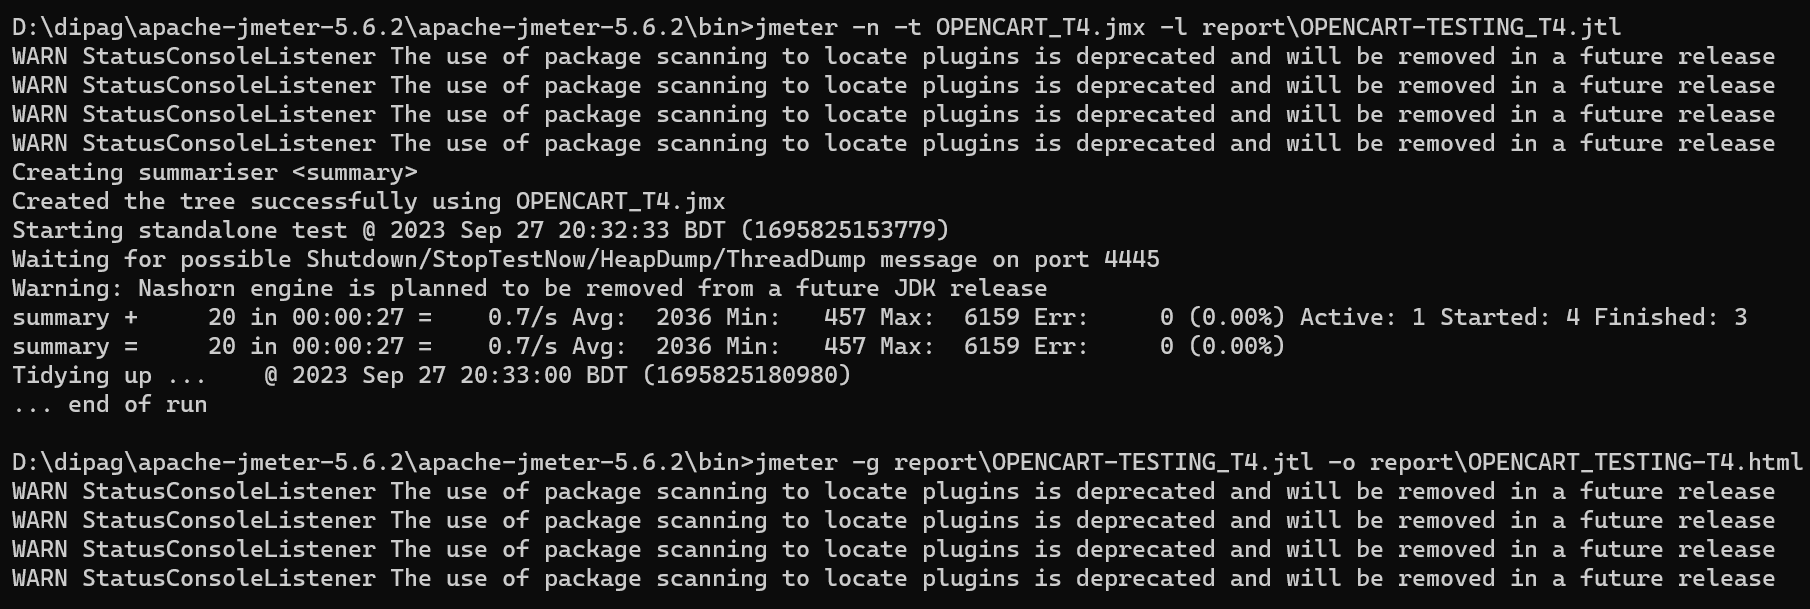 D:\dipag\apache-jmeter-5.6.2\apache-jmeter-5.6.2\bin>jmeter -n -t OPENCART_T4.jmx -l report\OPENCART-TESTING_T4.jtl
WARN StatusConsoleListener The use of package scanning to locate plugins is deprecated and will be removed in a future release
WARN StatusConsoleListener The use of package scanning to locate plugins is deprecated and will be removed in a future release
WARN StatusConsoleListener The use of package scanning to locate plugins is deprecated and will be removed in a future release
WARN StatusConsoleListener The use of package scanning to locate plugins is deprecated and will be removed in a future release
Creating summariser <summary>
Created the tree successfully using OPENCART_T4.jmx
Starting standalone test @ 2023 Sep 27 20:32:33 BDT (1695825153779)
Waiting for possible Shutdown/StopTestNow/HeapDump/ThreadDump message on port 4445
Warning: Nashorn engine is planned to be removed from a future JDK release
summary +     20 in 00:00:27 =    0.7/s Avg:  2036 Min:   457 Max:  6159 Err:     0 (0.00%) Active: 1 Started: 4 Finished: 3
summary =     20 in 00:00:27 =    0.7/s Avg:  2036 Min:   457 Max:  6159 Err:     0 (0.00%)
Tidying up ...    @ 2023 Sep 27 20:33:00 BDT (1695825180980)
... end of run
D:\dipag\apache-jmeter-5.6.2\apache-jmeter-5.6.2\bin>jmeter -g report\OPENCART-TESTING_T4.jtl -o report\OPENCART_TESTING-T4.html
WARN StatusConsoleListener The use of package scanning to locate plugins is deprecated and will be removed in a future release
WARN StatusConsoleListener The use of package scanning to locate plugins is deprecated and will be removed in a future release
WARN StatusConsoleListener The use of package scanning to locate plugins is deprecated and will be removed in a future release
WARN StatusConsoleListener The use of package scanning to locate plugins is deprecated and will be removed in a future release